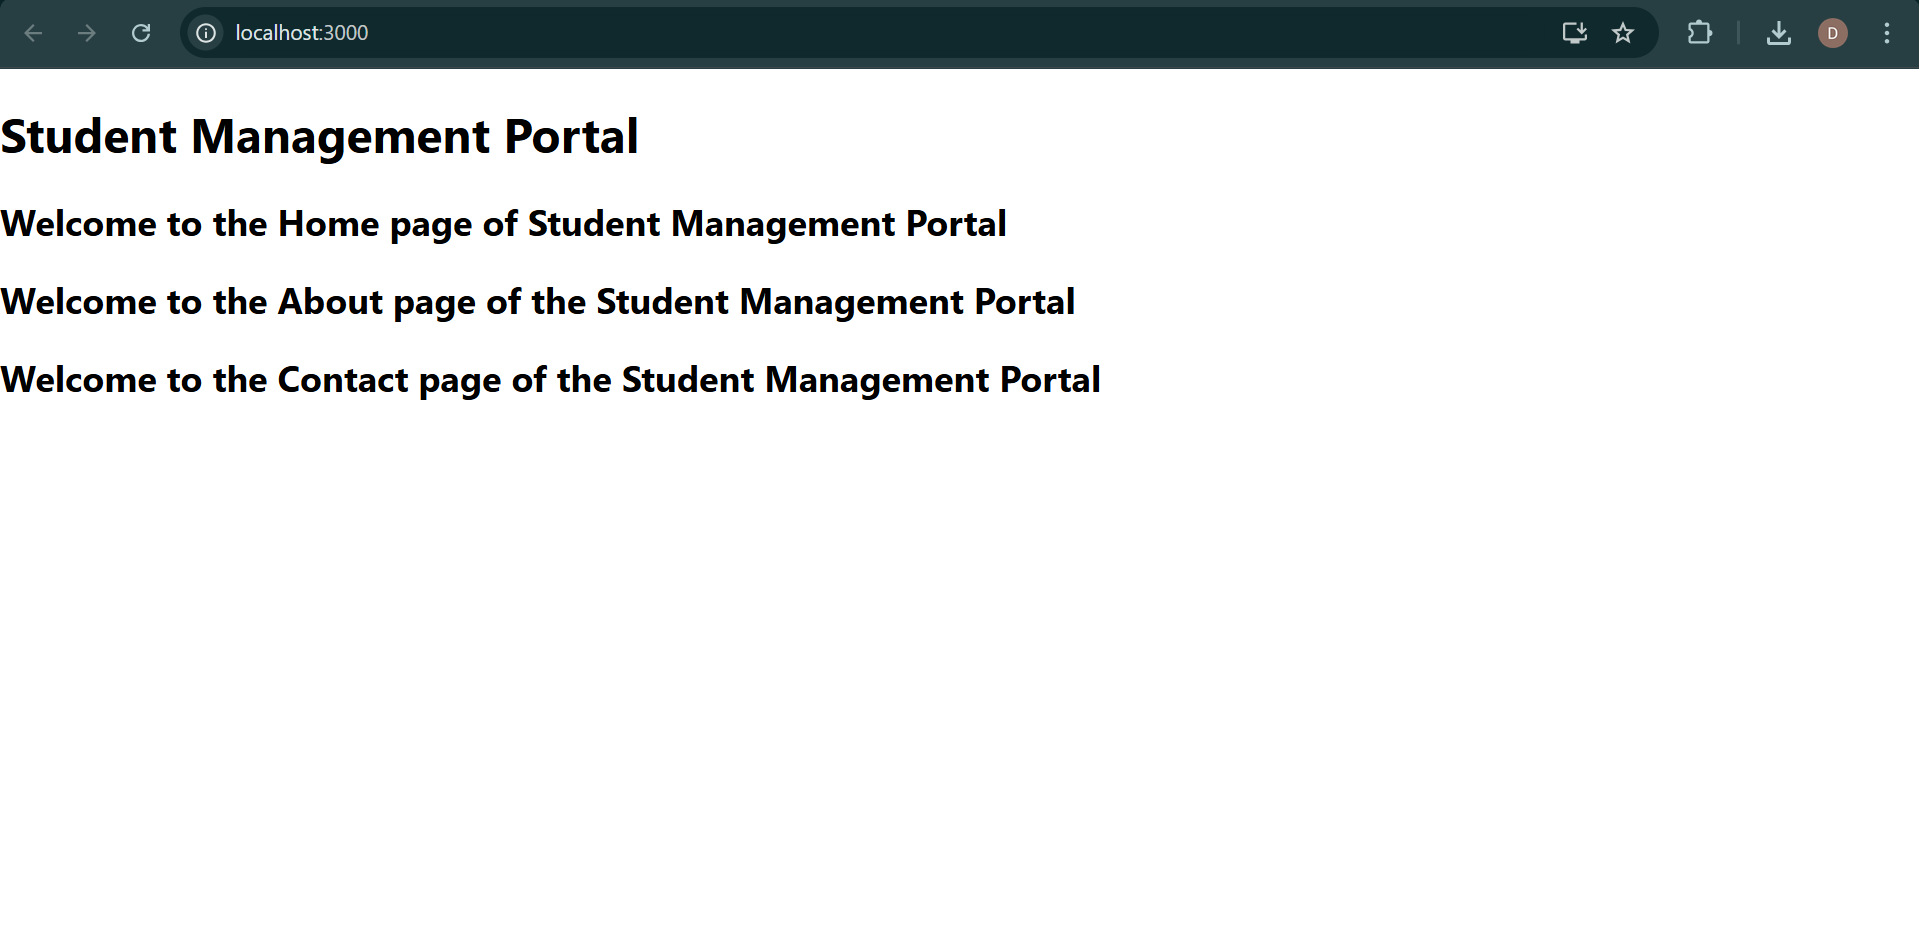 localhost:3000
D
Student Management Portal
Welcome to the Home page of Student Management Portal
Welcome to the About page of the Student Management Portal
Welcome to the Contact page of the Student Management Portal